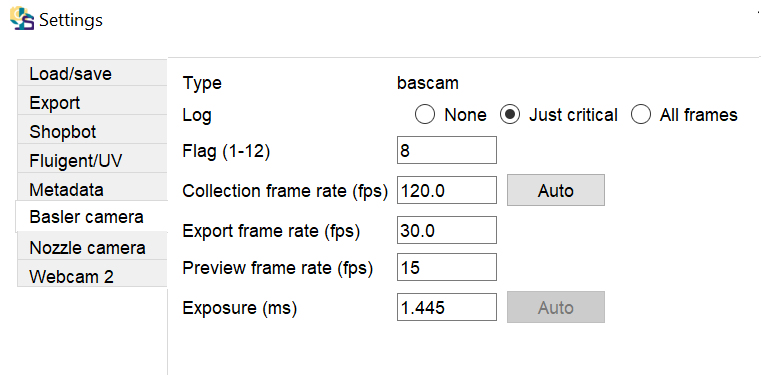 Settings
Load/save
Export
Shopbot
Fluigent/UV
Metadata
Basler camera
Nozzle camera
Webcam 2
Type bascam
Log None Just critical All frames
Flag (1-12) 8
Collection frame rate (fps) 120.0 Auto
Export frame rate (fps) 30.0
Preview frame rate (fps) 15
Exposure (ms) 1.445 Auto